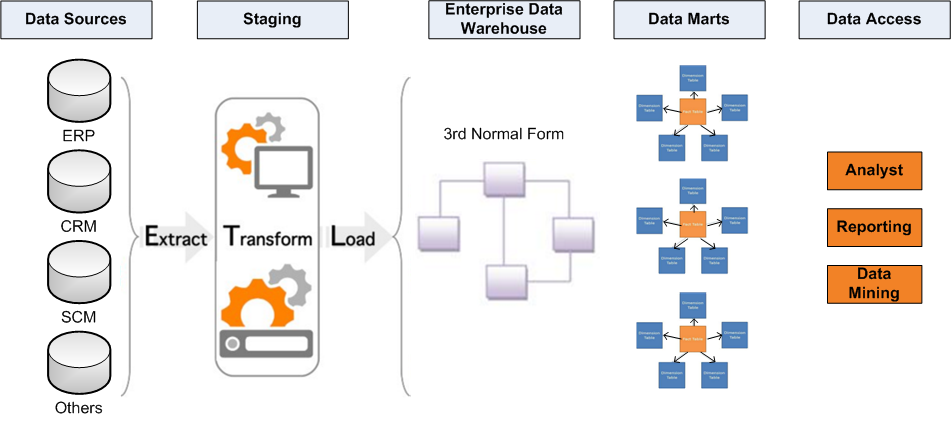 Data Sources
Staging
Enterprise Data
Warehouse
Data Marts
Data Access
ERP
CRM
SCM
Others
Extract
Transform
Load
3rd Normal Form
Dimension
Table
Dimension
Table
Dimension
Table
Fact Table
Dimension
Table
Dimension
Table
Dimension
Table
Dimension
Table
Dimension
Table
Fact Table
Dimension
Table
Dimension
Table
Dimension
Table
Dimension
Table
Dimension
Table
Fact Table
Dimension
Table
Dimension
Table
Analyst
Reporting
Data
Mining